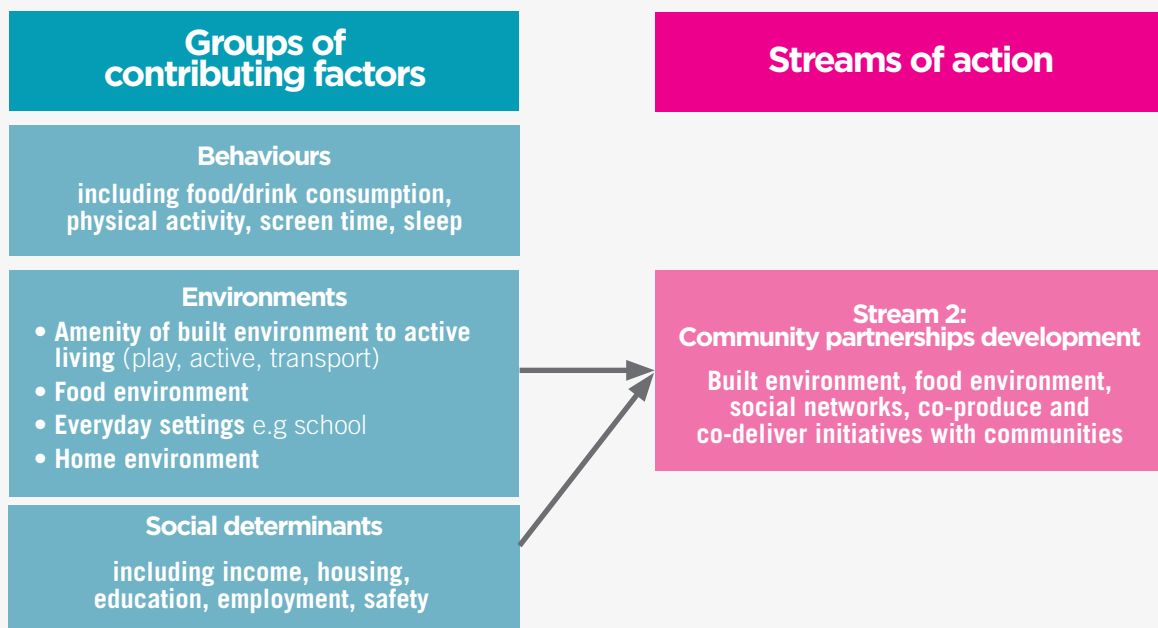 Groups of
contributing factors
Streams of action
Behaviours
including food/drink consumption,
physical activity, screen time, sleep
Environments
• Amenity of built environment to active
living (play, active, transport)
• Food environment
• Everyday settings e.g school
• Home environment
Stream 2:
Community partnerships development
Built environment, food environment,
social networks, co-produce and
co-deliver initiatives with communities
Social determinants
including income, housing,
education, employment, safety